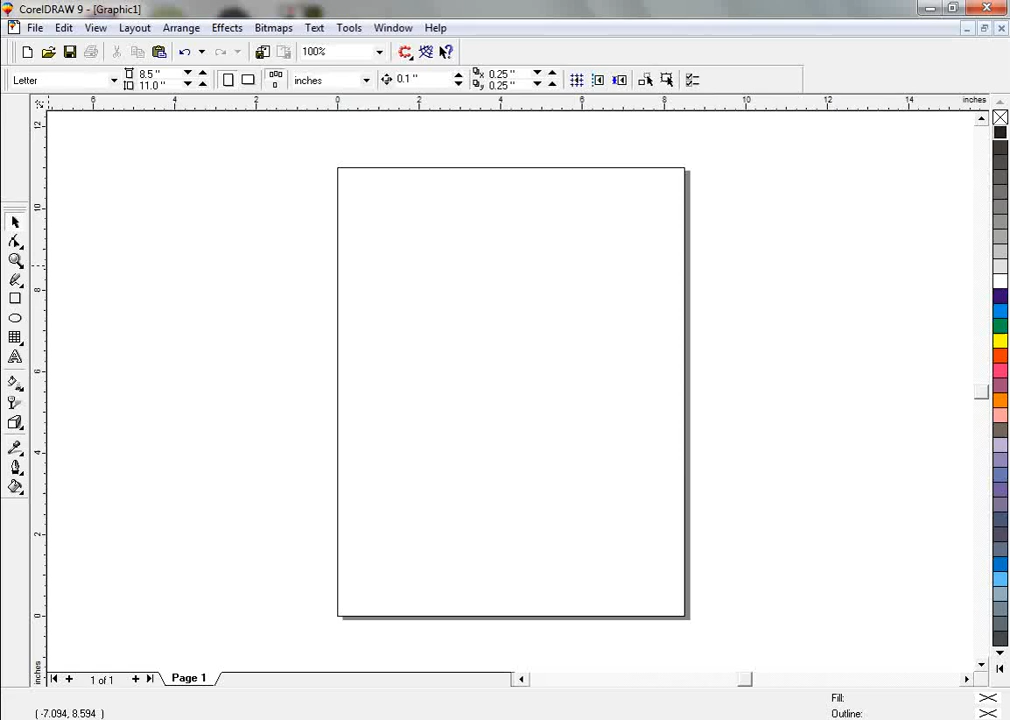 CorelDRAW 9 - [Graphic1]
File Edit View Layout Arrange Effects Bitmaps Text Tools Window Help
100%
Letter 8.5 " 11.0 " inches 0.1 " x 0.25 " y 0.25 "
% 6 4 2 0 2 4 6 8 10 12 14 inches
12
10
8
6
4
2
0
inches
1 of 1 Page 1
Fill:
( -7.094, 8.594 ) Outline: